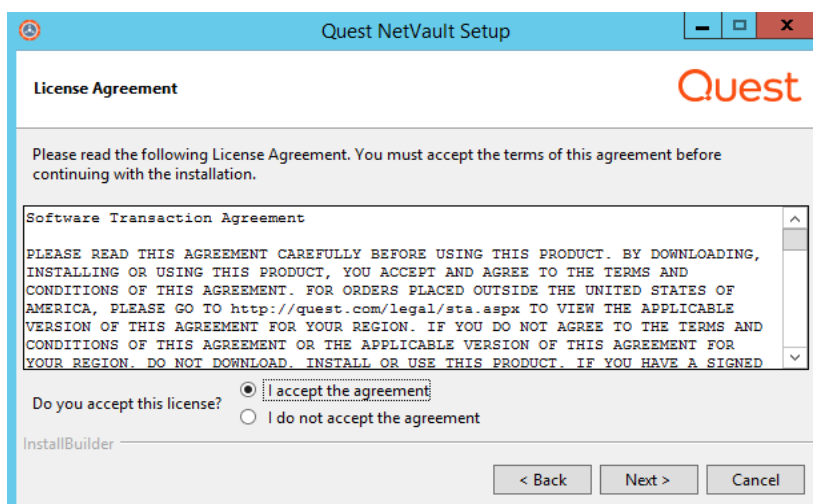 Quest NetVault Setup
License Agreement
Quest
Please read the following License Agreement. You must accept the terms of this agreement before
continuing with the installation.
Software Transaction Agreement
PLEASE READ THIS AGREEMENT CAREFULLY BEFORE USING THIS PRODUCT. BY DOWNLOADING,
INSTALLING OR USING THIS PRODUCT, YOU ACCEPT AND AGREE TO THE TERMS AND
CONDITIONS OF THIS AGREEMENT. FOR ORDERS PLACED OUTSIDE THE UNITED STATES OF
AMERICA, PLEASE GO TO http://quest.com/legal/sta.aspx TO VIEW THE APPLICABLE
VERSION OF THIS AGREEMENT FOR YOUR REGION. IF YOU DO NOT AGREE TO THE TERMS AND
CONDITIONS OF THIS AGREEMENT OR THE APPLICABLE VERSION OF THIS AGREEMENT FOR
YOUR REGION. DO NOT DOWNLOAD. INSTALL OR USE THIS PRODUCT. IF YOU HAVE A SIGNED
Do you accept this license?
I accept the agreement
I do not accept the agreement
InstallBuilder
< Back
Next >
Cancel